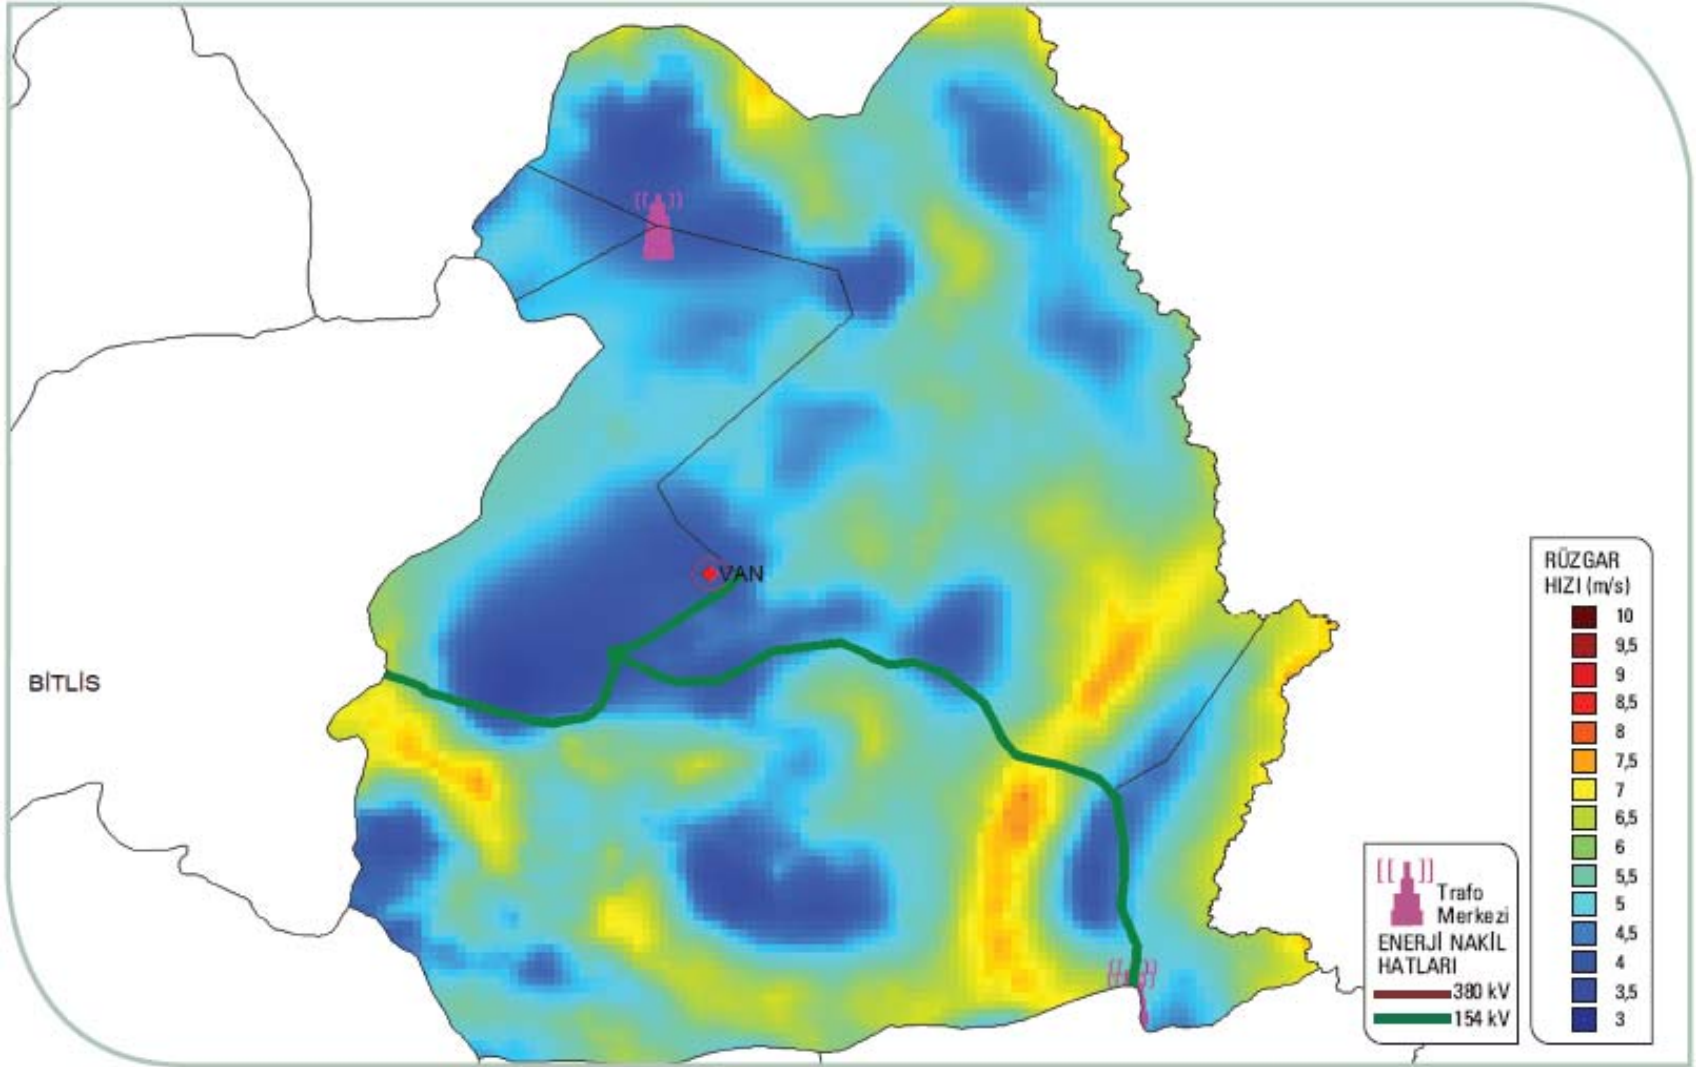 VAN
BİTLİS
RÜZGAR
HIZI (m/s)
10
9,5
9
8,5
8
7,5
7
6,5
6
5,5
5
4,5
4
3,5
3
Trafo
Merkezi
ENERJİ NAKİL
HATLARI
380 kV
154 kV